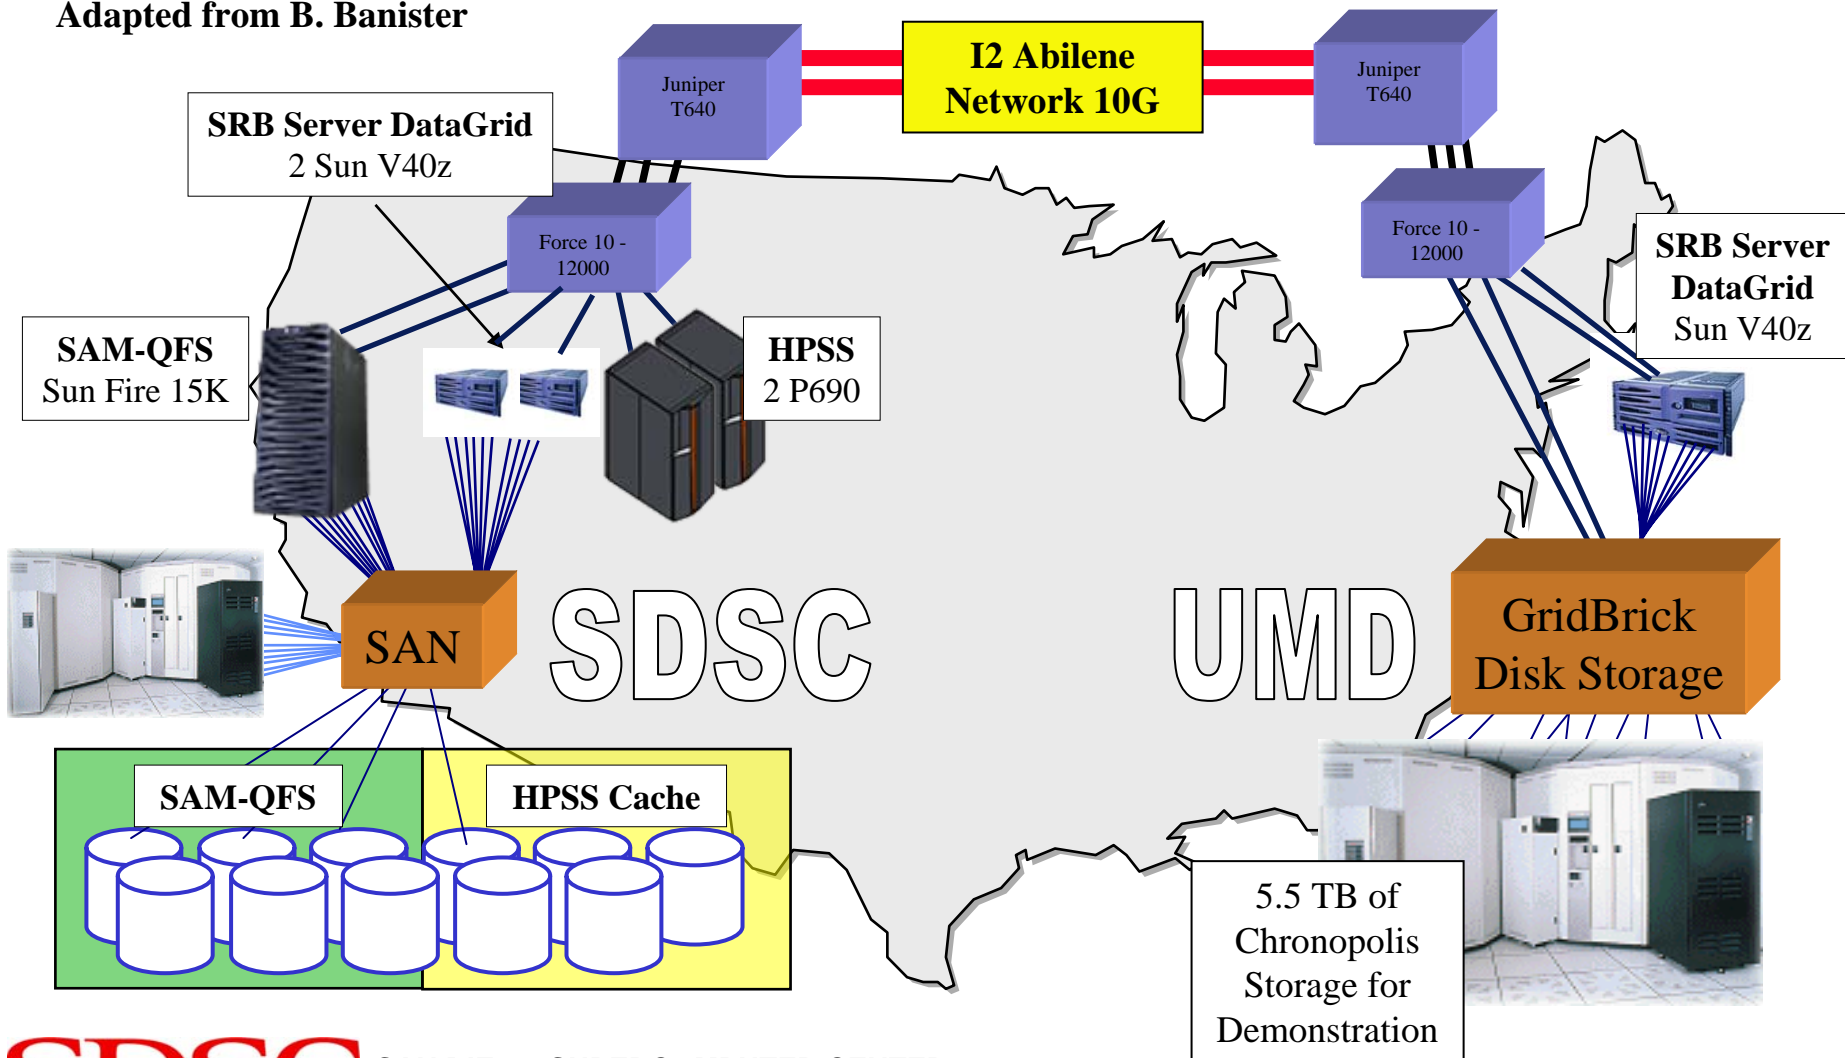 Adapted from B. Banister
I2 Abilene
Network 10G
Juniper
T640
Juniper
T640
SRB Server DataGrid
2 Sun V40z
Force 10 -
12000
Force 10 -
12000
SRB Server
DataGrid
Sun V40z
SAM-QFS
Sun Fire 15K
HPSS
2 P690
SAN
SDSC
UMD
GridBrick
Disk Storage
SAM-QFS
HPSS Cache
5.5 TB of
Chronopolis
Storage for
Demonstration
SDSC